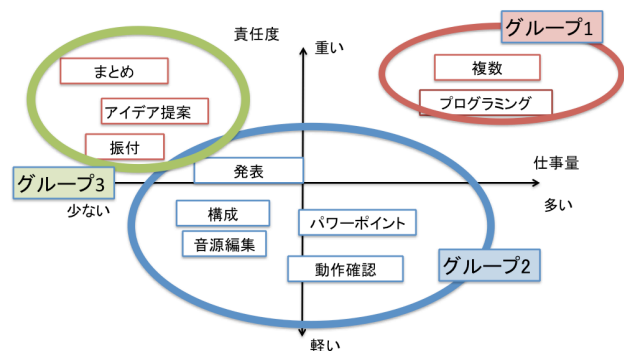 責任度
グループ1
重い
まとめ
複数
アイデア提案
プログラミング
振付
発表
仕事量
グループ3
少ない
多い
構成
パワーポイント
音源編集
グループ2
動作確認
軽い